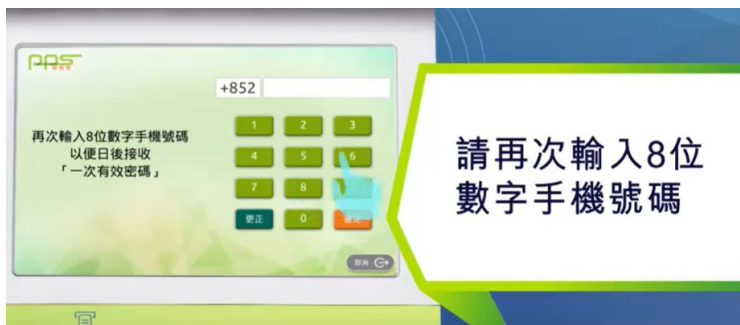 PPS
+852
再次輸入8位數字手機號碼
以便日後接收
「一次有效密碼」
1 2 3
4 5 6
7 8
更正 0
取消
請再次輸入8位
數字手機號碼